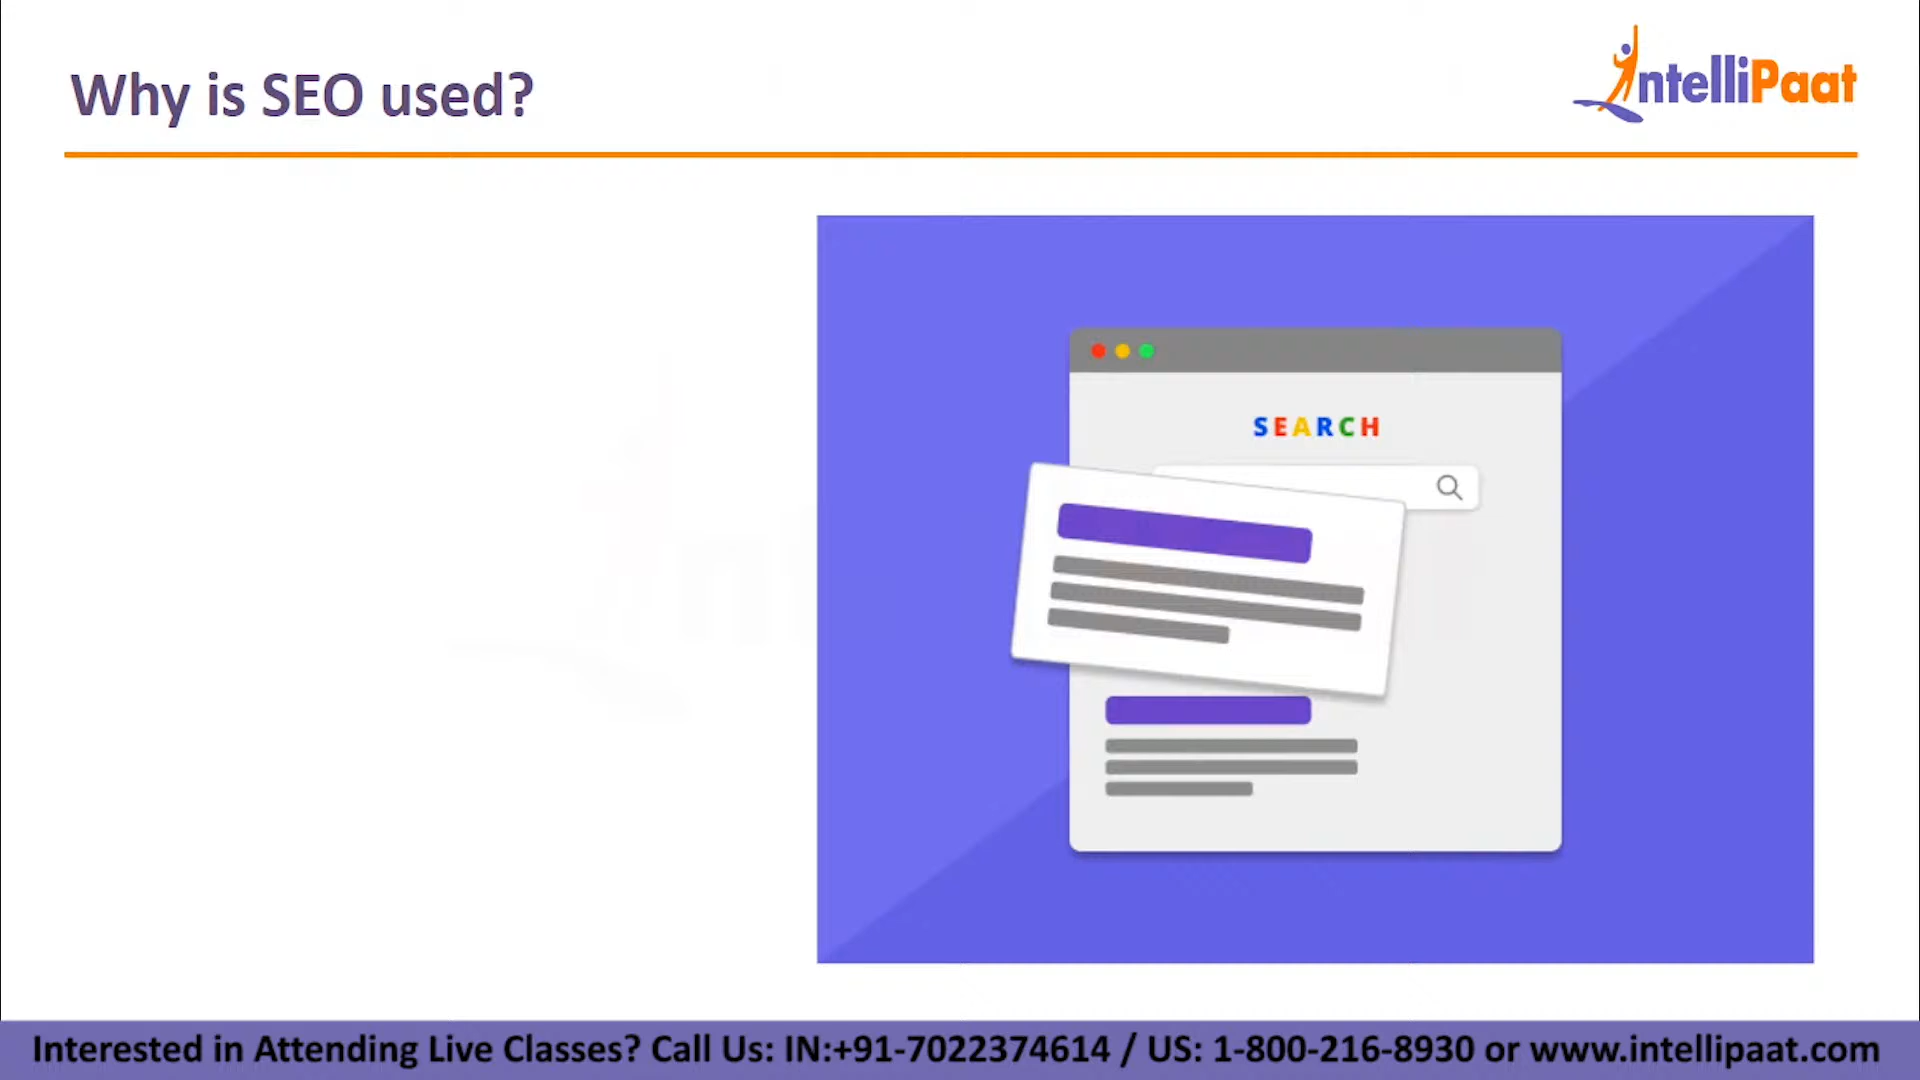 Why is SEO used?
IntelliPaat
SEARCH
Interested in Attending Live Classes? Call Us: IN:+91-7022374614 / US: 1-800-216-8930 or www.intellipaat.com